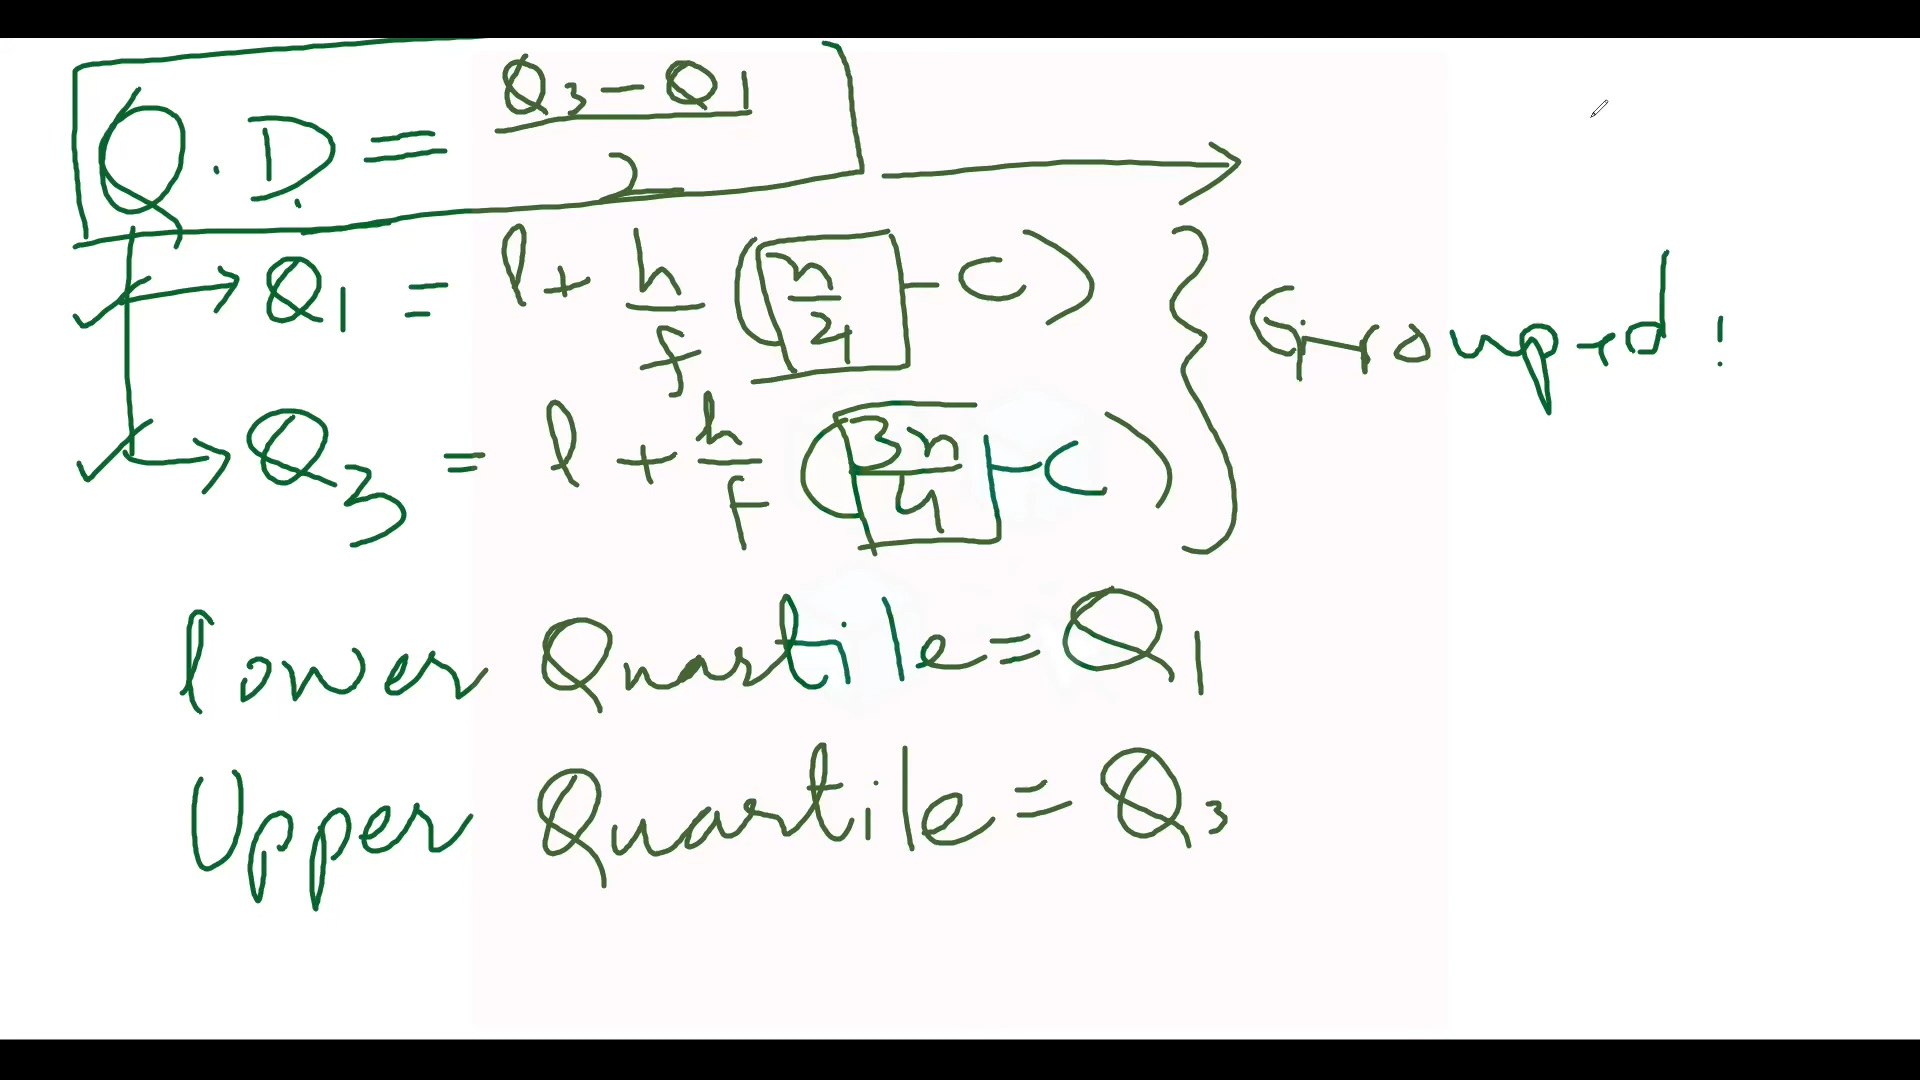 Q.D = Q3 - Q1 / 2
Q1 = l + h/f (n/4 - C)
Q3 = l + h/f (3n/4 - C)
Grouped !
lower Quartile = Q1
Upper Quartile = Q3